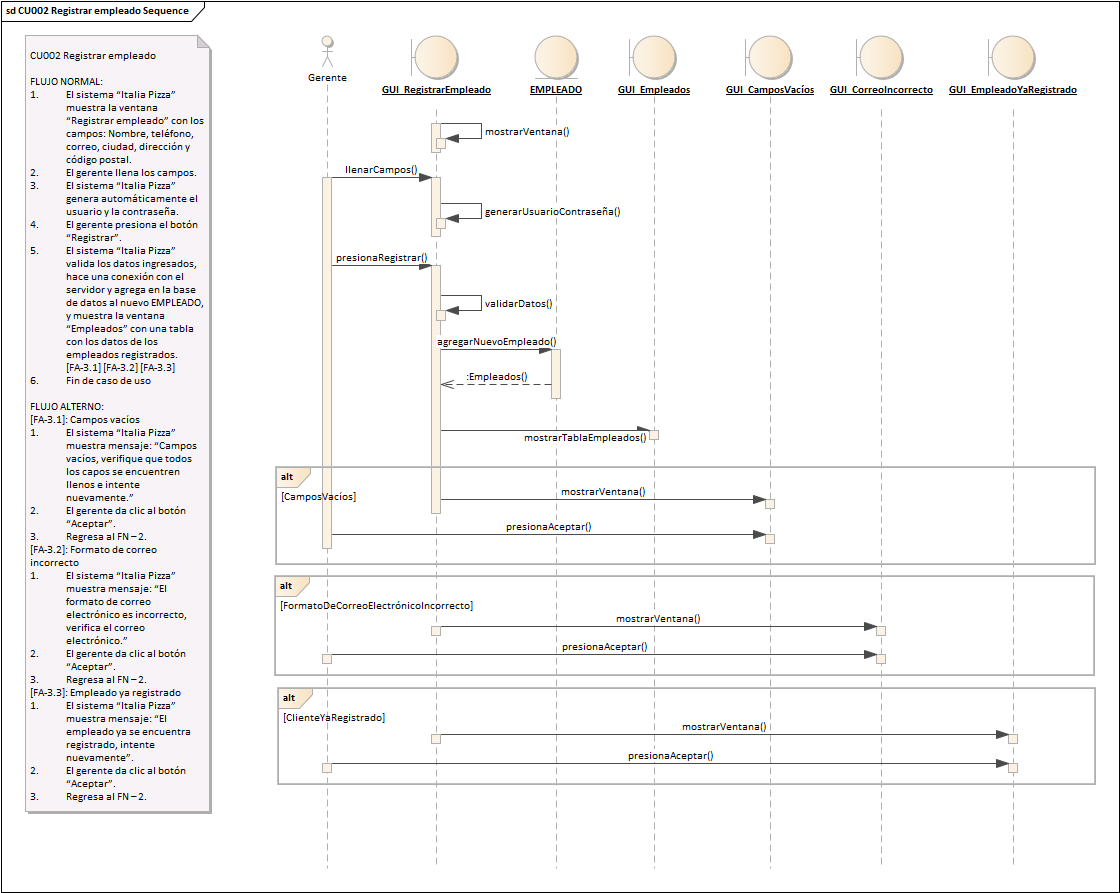 sd CU002 Registrar empleado Sequence
CU002 Registrar empleado
FLUJO NORMAL:
1. El sistema “Italia Pizza”
muestra la ventana
“Registrar empleado” con los
campos: Nombre, teléfono,
correo, ciudad, dirección y
código postal.
2. El gerente llena los campos.
3. El sistema “Italia Pizza”
genera automáticamente el
usuario y la contraseña.
4. El gerente presiona el botón
“Registrar”.
5. El sistema “Italia Pizza”
valida los datos ingresados,
hace una conexión con el
servidor y agrega en la base
de datos al nuevo EMPLEADO,
y muestra la ventana
“Empleados” con una tabla
con los datos de los
empleados registrados.
[FA-3.1] [FA-3.2] [FA-3.3]
6. Fin de caso de uso
FLUJO ALTERNO:
[FA-3.1]: Campos vacíos
1. El sistema “Italia Pizza”
muestra mensaje: “Campos
vacíos, verifique que todos
los capos se encuentren
llenos e intente
nuevamente.”
2. El gerente da clic al botón
“Aceptar”.
3. Regresa al FN – 2.
[FA-3.2]: Formato de correo
incorrecto
1. El sistema “Italia Pizza”
muestra mensaje: “El
formato de correo
electrónico es incorrecto,
verifica el correo
electrónico.”
2. El gerente da clic al botón
“Aceptar”.
3. Regresa al FN – 2.
[FA-3.3]: Empleado ya registrado
1. El sistema “Italia Pizza”
muestra mensaje: “El
empleado ya se encuentra
registrado, intente
nuevamente”.
2. El gerente da clic al botón
“Aceptar”.
3. Regresa al FN – 2.
Gerente
GUI_RegistrarEmpleado
EMPLEADO
GUI_Empleados
GUI_CamposVacíos
GUI_CorreoIncorrecto
GUI_EmpleadoYaRegistrado
mostrarVentana()
llenarCampos()
generarUsuarioContraseña()
presionaRegistrar()
validarDatos()
agregarNuevoEmpleado()
:Empleados()
mostrarTablaEmpleados()
alt
[CamposVacíos]
mostrarVentana()
presionaAceptar()
alt
[FormatoDeCorreoElectrónicoIncorrecto]
mostrarVentana()
presionaAceptar()
alt
[ClienteYaRegistrado]
mostrarVentana()
presionaAceptar()